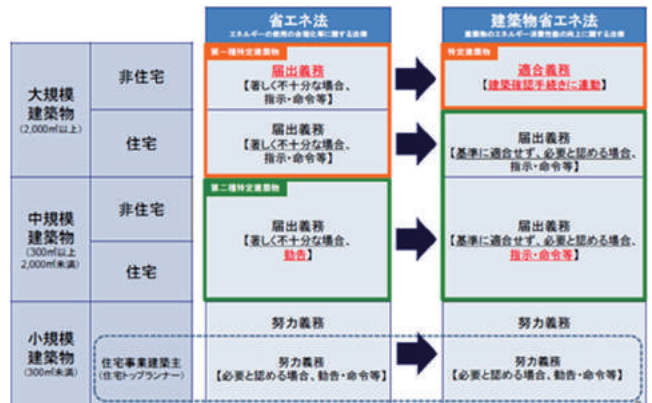 省エネ法
エネルギーの使用の合理化等に関する法律
建築物省エネ法
建築物のエネルギー消費性能の向上に関する法律
大規模
建築物
(2,000㎡以上)
非住宅
第一種特定建築物
届出義務
【著しく不十分な場合、
指示・命令等】
特定建築物
適合義務
【建築確認手続きに連動】
住宅
届出義務
【著しく不十分な場合、
指示・命令等】
届出義務
【基準に適合せず、必要と認める場合、
指示・命令等】
中規模
建築物
(300㎡以上
2,000㎡未満)
非住宅
住宅
第二種特定建築物
届出義務
【著しく不十分な場合、
勧告】
届出義務
【基準に適合せず、必要と認める場合、
指示・命令等】
小規模
建築物
(300㎡未満)
努力義務
努力義務
住宅事業建築主
(住宅トップランナー)
努力義務
【必要と認める場合、勧告・命令等】
努力義務
【必要と認める場合、勧告・命令等】